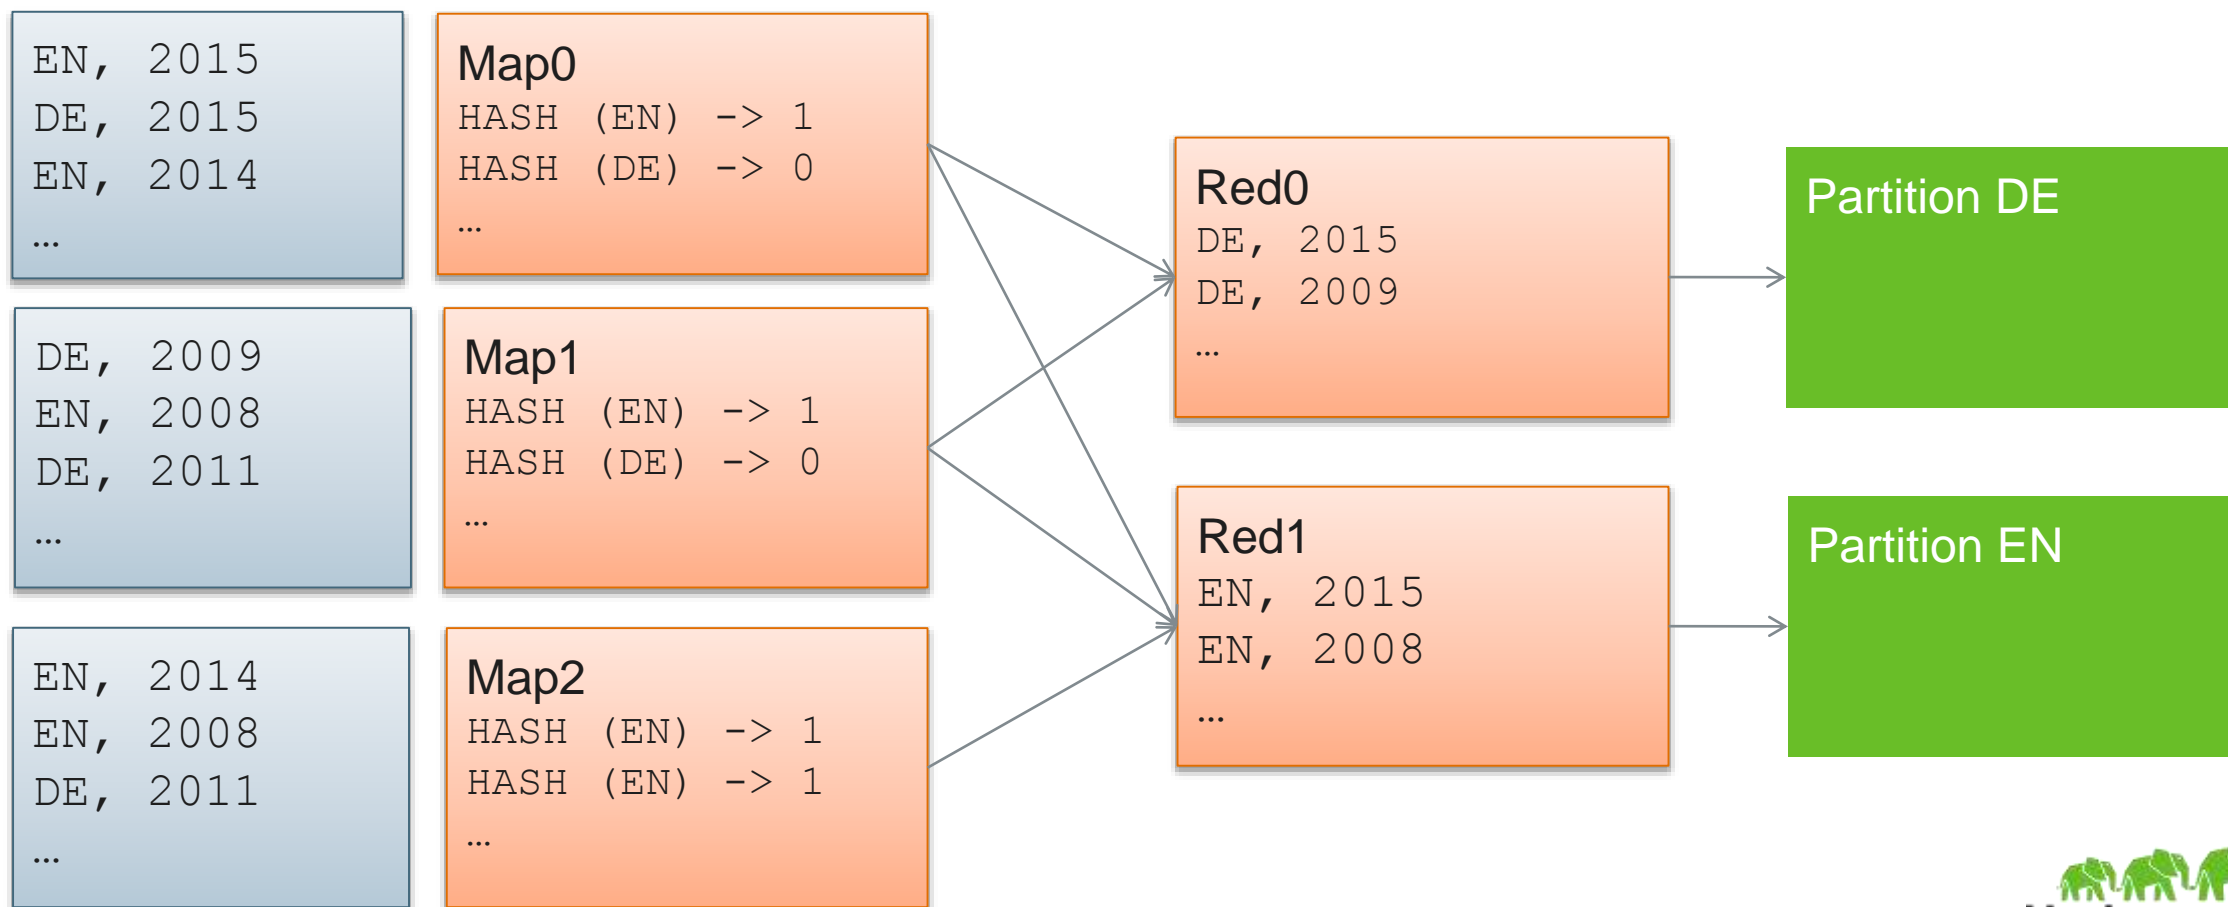 EN, 2015
DE, 2015
EN, 2014
…
Map0
HASH (EN) -> 1
HASH (DE) -> 0
…
DE, 2009
EN, 2008
DE, 2011
…
Map1
HASH (EN) -> 1
HASH (DE) -> 0
…
EN, 2014
EN, 2008
DE, 2011
…
Map2
HASH (EN) -> 1
HASH (EN) -> 1
…
Red0
DE, 2015
DE, 2009
…
Red1
EN, 2015
EN, 2008
…
Partition DE
Partition EN